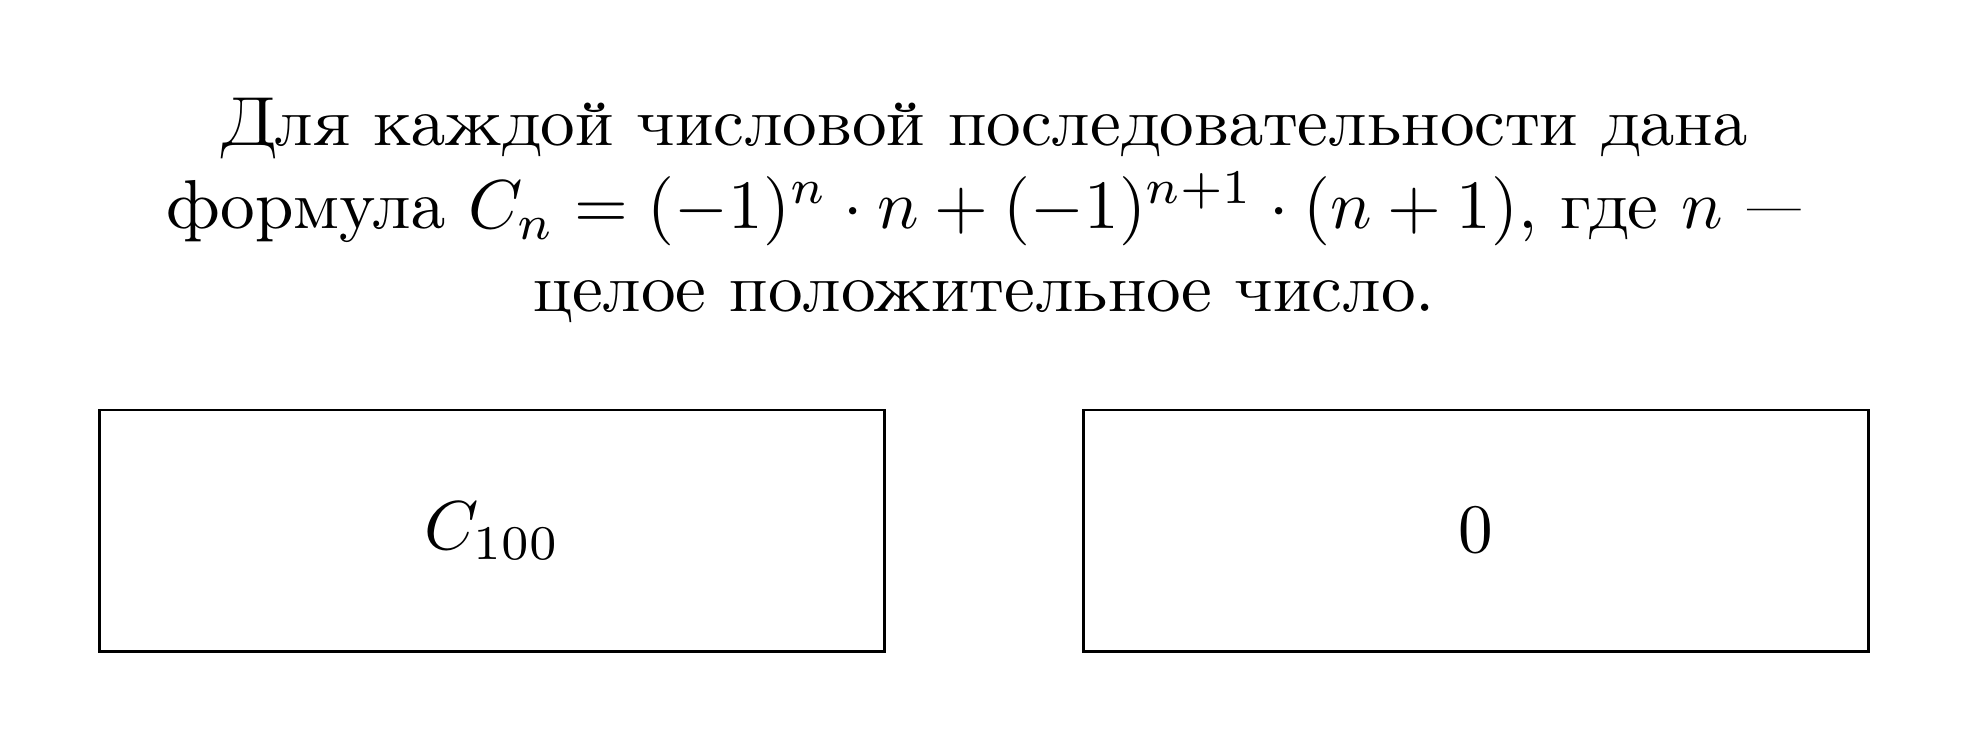 Для каждой числовой последовательности дана
формула $C_n = (-1)^n \cdot n + (-1)^{n+1} \cdot (n + 1)$, где $n$ —
целое положительное число.
$C_{100}$
0